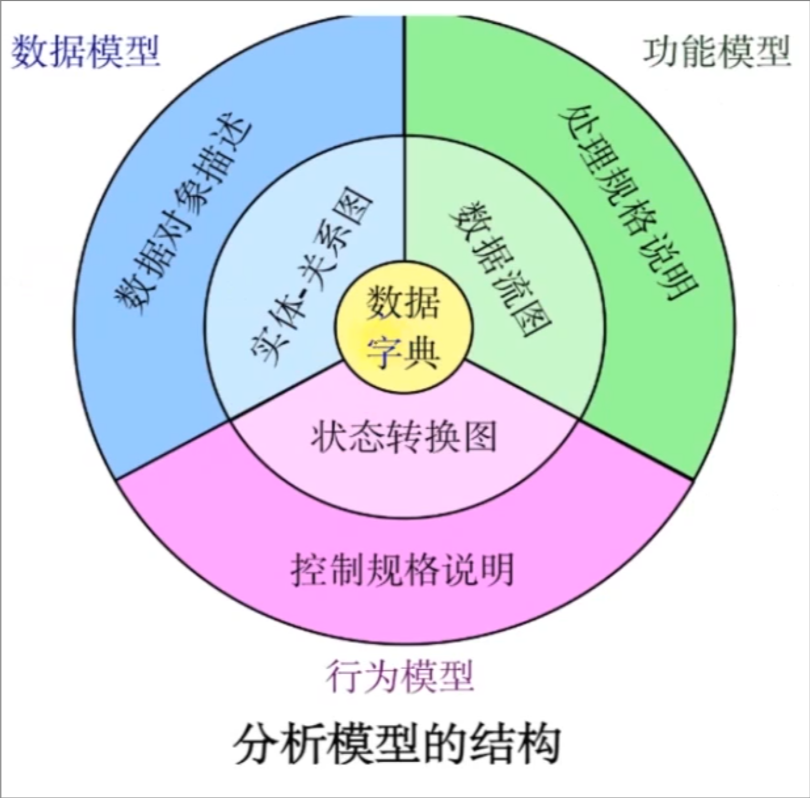 数据模型
功能模型
数据对象描述
处理规格说明
实体-关系图
数据流图
数据
字典
状态转换图
控制规格说明
行为模型
分析模型的结构